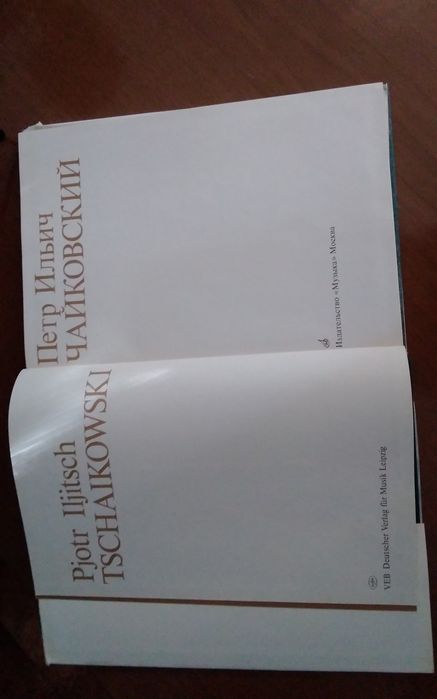 Pjotr Iljitsch
TSCHAIKOWSKI
VEB Deutscher Verlag für Musik Leipzig
Петр Ильич
ЧАЙКОВСКИЙ
Издательство «Музыка» Москва